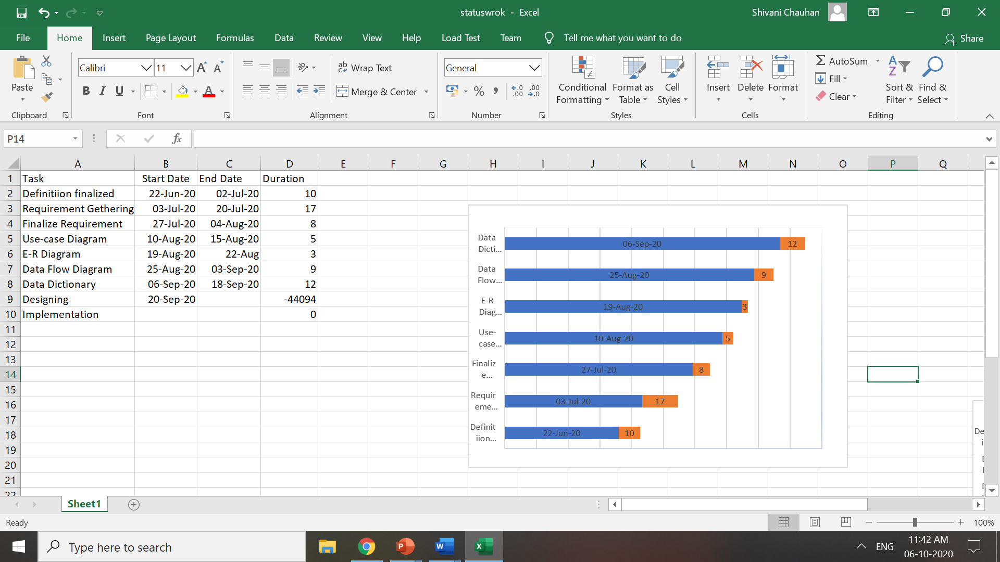 statuswrok - Excel
Shivani Chauhan
File Home Insert Page Layout Formulas Data Review View Help Load Test Team Tell me what you want to do Share
Paste
Clipboard
Calibri 11 A A
B I U A
Font
ab Wrap Text
Merge & Center
Alignment
General
% , .0 .00 .00 .0
Number
Conditional Formatting
Format as Table
Cell Styles
Styles
Insert Delete Format
Cells
AutoSum
Fill
Clear
Sort & Filter
Find & Select
Editing
P14 fx
A B C D E F G H I J K L M N O P Q
1 Task Start Date End Date Duration
2 Definitiion finalized 22-Jun-20 02-Jul-20 10
3 Requirement Gethering 03-Jul-20 20-Jul-20 17
4 Finalize Requirement 27-Jul-20 04-Aug-20 8
5 Use-case Diagram 10-Aug-20 15-Aug-20 5
6 E-R Diagram 19-Aug-20 22-Aug 3
7 Data Flow Diagram 25-Aug-20 03-Sep-20 9
8 Data Dictionary 06-Sep-20 18-Sep-20 12
9 Designing 20-Sep-20 -44094
10 Implementation 0
11
12
13
14
15
16
17
18
19
20
21
22
Data
Dicti...
06-Sep-20 12
Data
Flow...
25-Aug-20 9
E-R
Diag...
19-Aug-20 3
Use-
case...
10-Aug-20 5
Finaliz
e...
27-Jul-20 8
Requir
eme...
03-Jul-20 17
Definit
iion...
22-Jun-20 10
De
Sheet1
Ready
100%
Type here to search
ENG
11:42 AM
06-10-2020